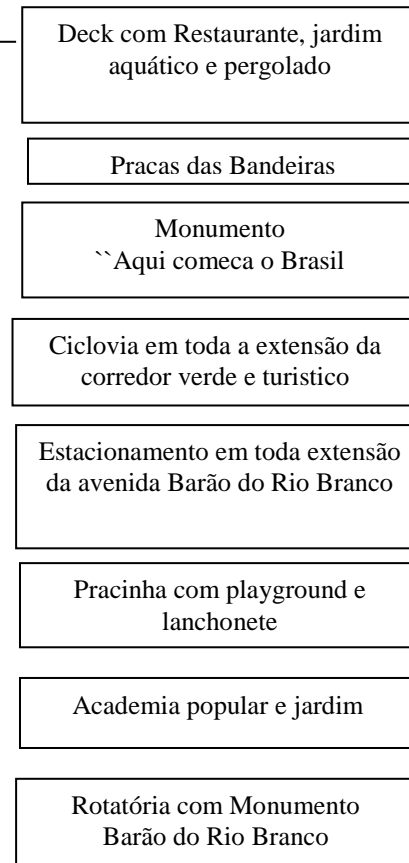 Deck com Restaurante, jardim
aquático e pergolado
Pracas das Bandeiras
Monumento
``Aqui comeca o Brasil
Ciclovia em toda a extensão da
corredor verde e turistico
Estacionamento em toda extensão
da avenida Barão do Rio Branco
Pracinha com playground e
lanchonete
Academia popular e jardim
Rotatória com Monumento
Barão do Rio Branco